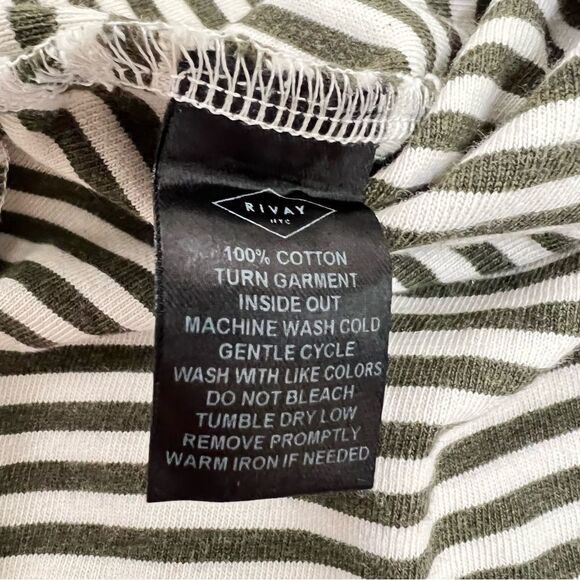 RIVAY
NYC
100% COTTON
TURN GARMENT
INSIDE OUT
MACHINE WASH COLD
GENTLE CYCLE
WASH WITH LIKE COLORS
DO NOT BLEACH
TUMBLE DRY LOW
REMOVE PROMPTLY
WARM IRON IF NEEDED